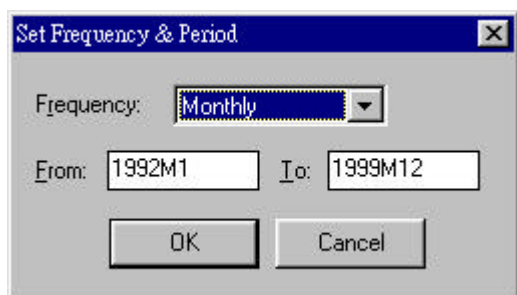 Set Frequency & Period
Frequency: Monthly
From: 1992M1 To: 1999M12
OK Cancel